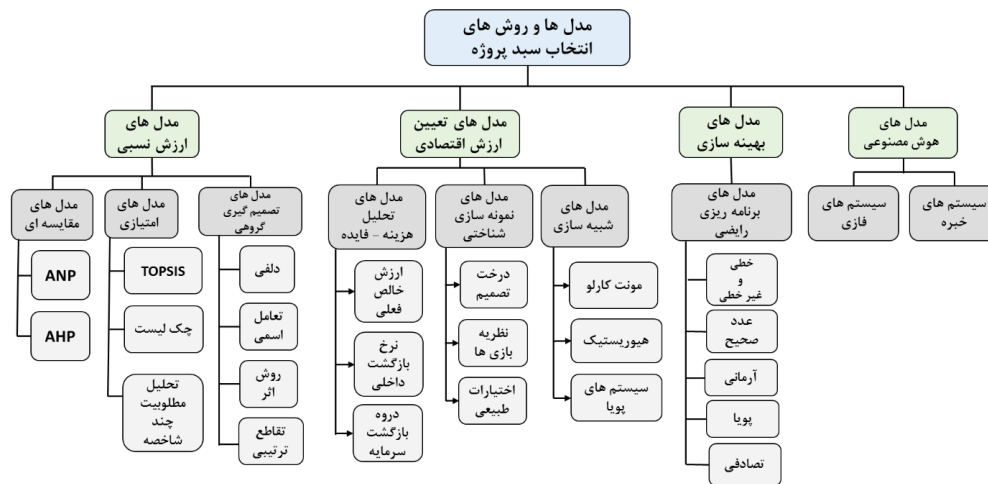 مدل ها و روش های
انتخاب سبد پروژه
مدل های
هوش مصنوعی
مدل های
بهینه سازی
مدل های تعیین
ارزش اقتصادی
مدل های
ارزش نسبی
سیستم های
خبره
سیستم های
فازی
مدل های
برنامه ریزی
رایضی
خطی
و
غیر خطی
عدد
صحیح
آرمانی
پویا
تصادفی
مدل های
شبیه سازی
مونت کارلو
هیوریستیک
سیستم های
پویا
مدل های
نمونه سازی
شناختی
درخت
تصمیم
نظریه
بازی ها
اختیارات
طبیعی
مدل های
تحلیل
هزینه - فایده
ارزش
خالص
فعلی
نرخ
بازگشت
داخلی
دروه
بازگشت
سرمایه
مدل های
تصمیم گیری
گروهی
دلفی
تعامل
اسمی
روش
اثر
تقاطع
ترتیبی
مدل های
امتیازی
TOPSIS
چک لیست
تحلیل
مطلوبیت
چند
شاخصه
مدل های
مقایسه ای
ANP
AHP